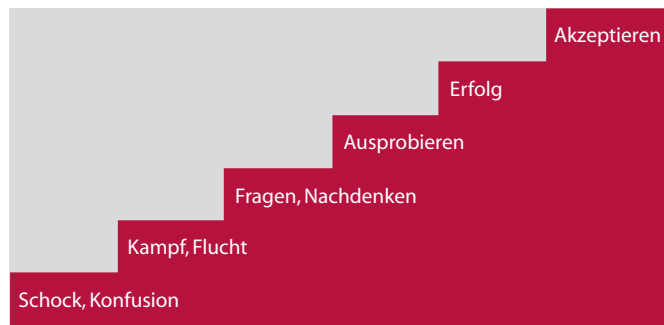 Akzeptieren
Erfolg
Ausprobieren
Fragen, Nachdenken
Kampf, Flucht
Schock, Konfusion